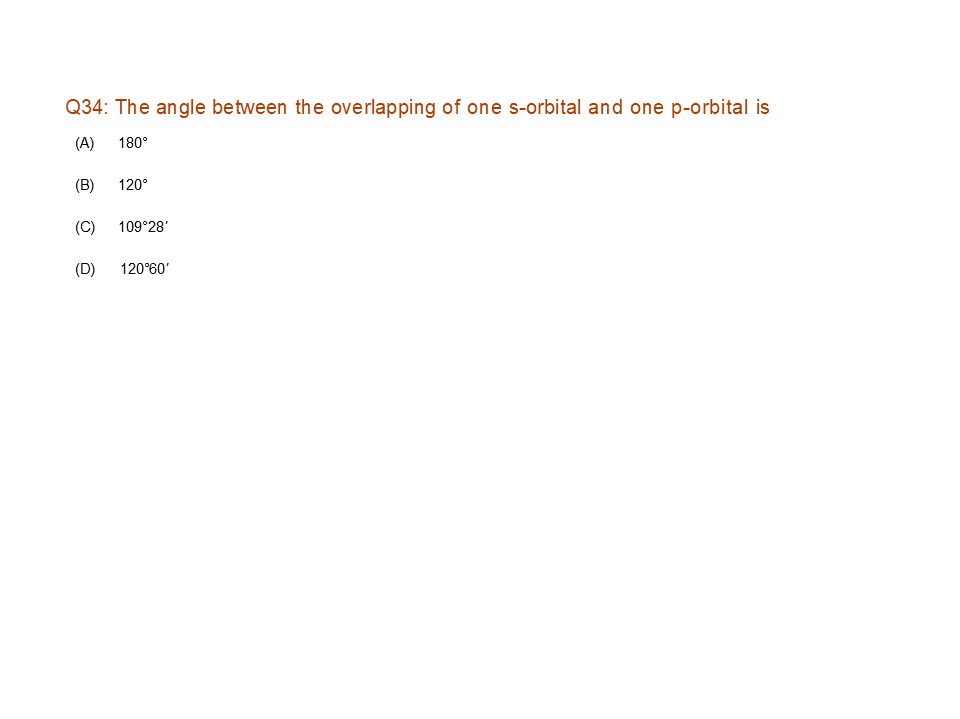 Q34: The angle between the overlapping of one s-orbital and one p-orbital is
(A) 180°
(B) 120°
(C) 109°28′
(D) 120°60′